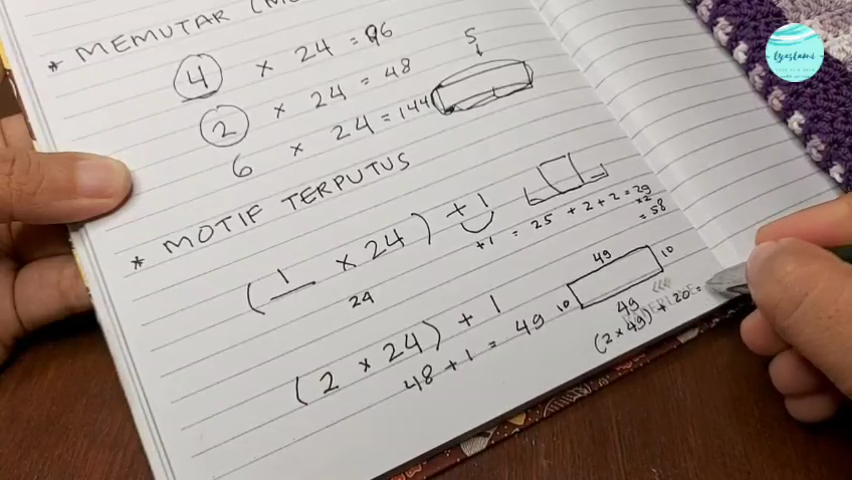 * MEMUTAR (M
4 × 24 = 96
2 × 24 = 48
6 × 24 = 144
5
* MOTIF TERPUTUS
( 1 × 24 ) + 1
24
+1 = 25 + 2 + 2 = 29
×2
= 58
( 2 × 24 ) + 1
48 + 1 = 49
49
10
10
49
(2 × 49) + 20 =